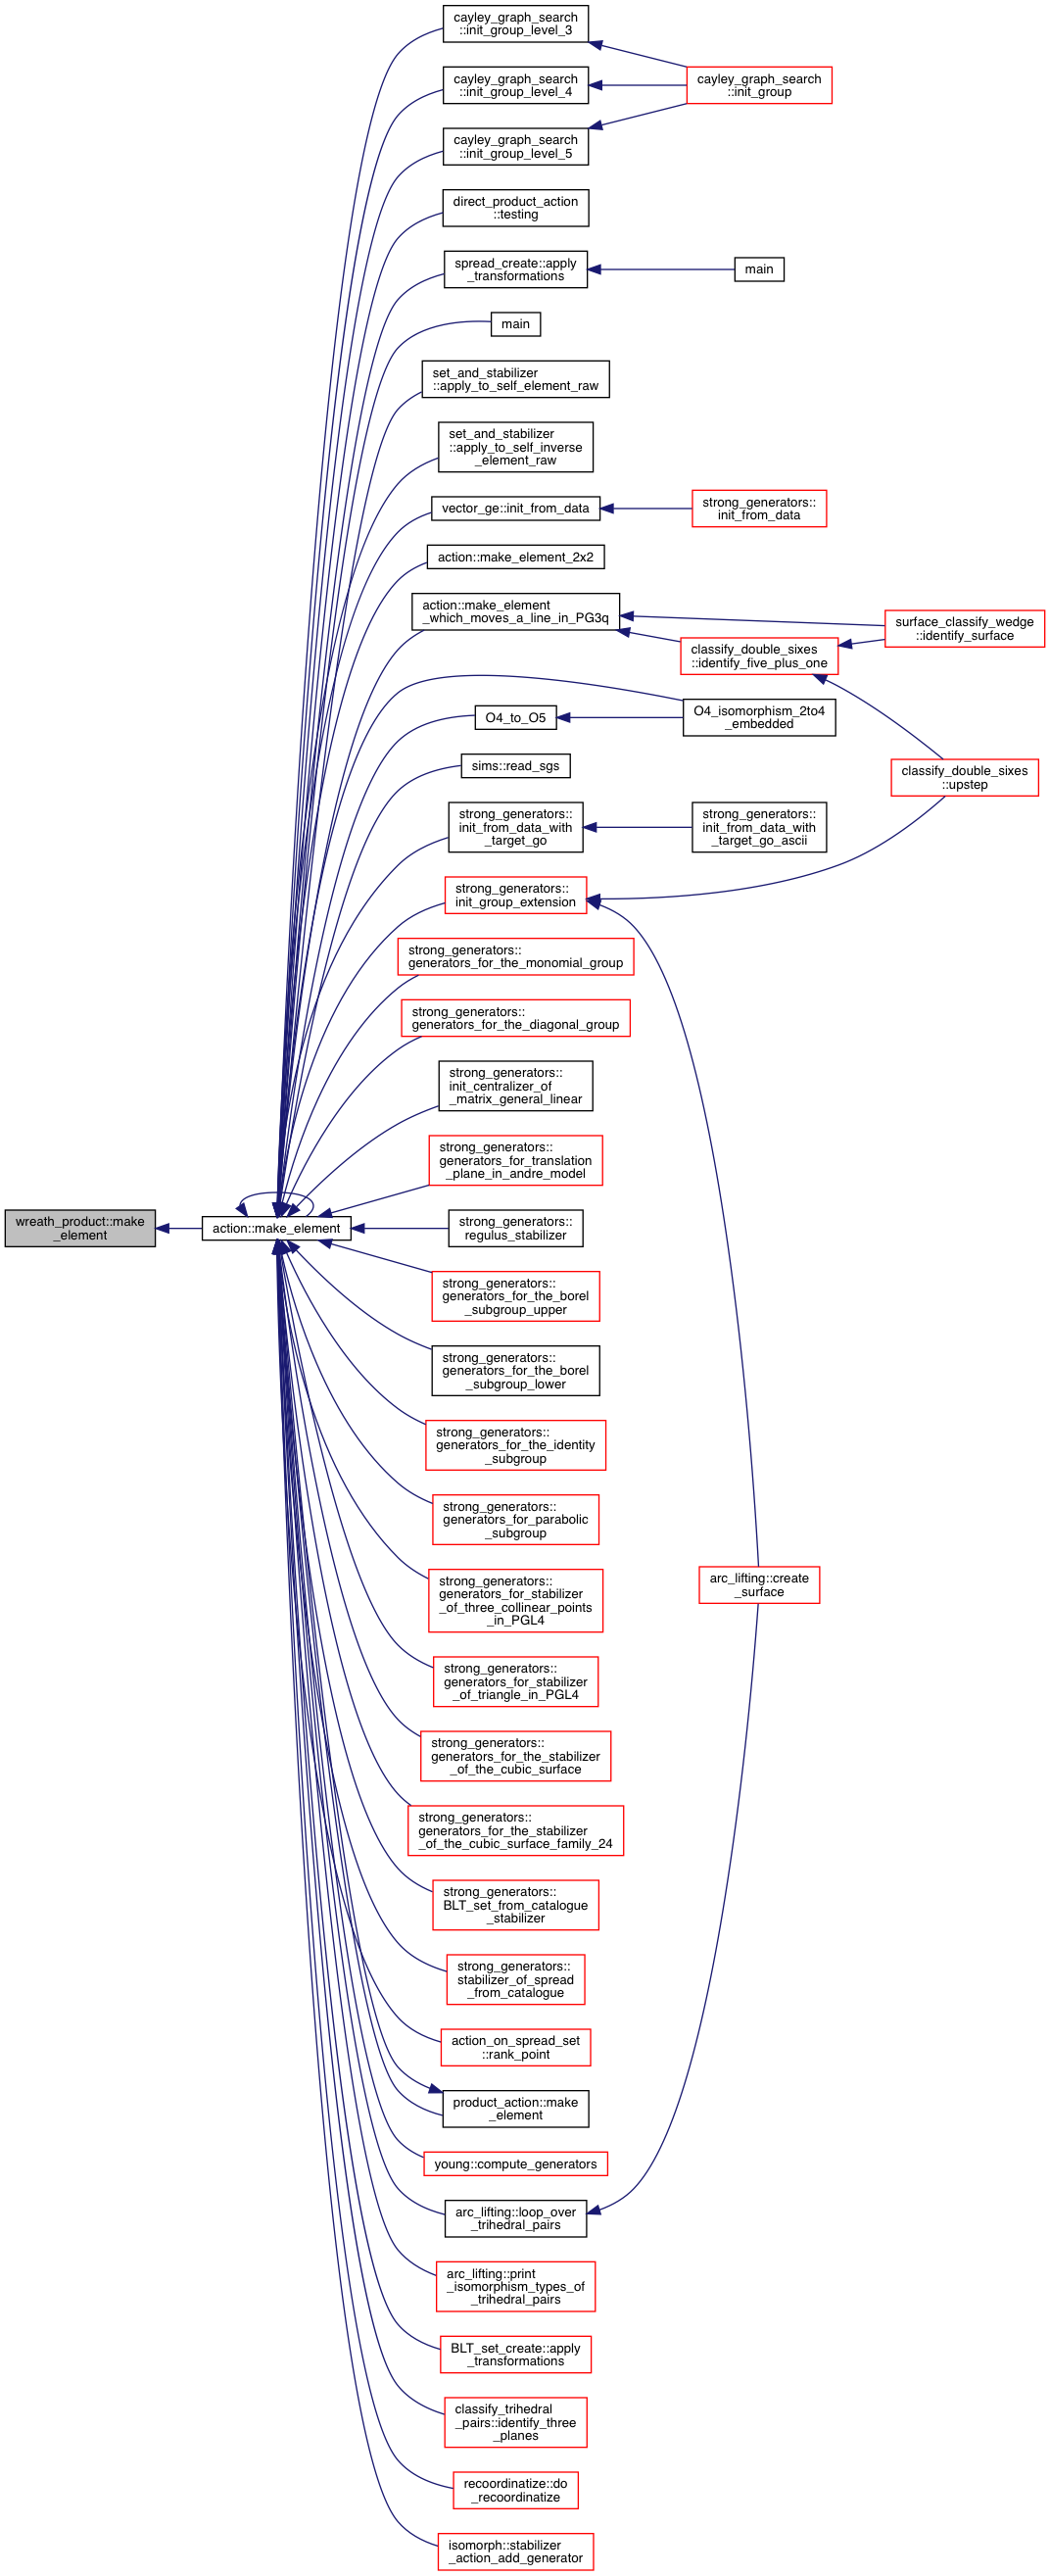 cayley_graph_search
::init_group_level_3
cayley_graph_search
::init_group
cayley_graph_search
::init_group_level_4
cayley_graph_search
::init_group_level_5
direct_product_action
::testing
spread_create::apply
_transformations
main
main
set_and_stabilizer
::apply_to_self_element_raw
set_and_stabilizer
::apply_to_self_inverse
_element_raw
vector_ge::init_from_data
strong_generators::
init_from_data
action::make_element_2x2
action::make_element
_which_moves_a_line_in_PG3q
surface_classify_wedge
::identify_surface
classify_double_sixes
::identify_five_plus_one
O4_to_O5
O4_isomorphism_2to4
_embedded
sims::read_sgs
classify_double_sixes
::upstep
strong_generators::
init_from_data_with
_target_go
strong_generators::
init_from_data_with
_target_go_ascii
strong_generators::
init_group_extension
strong_generators::
generators_for_the_monomial_group
strong_generators::
generators_for_the_diagonal_group
strong_generators::
init_centralizer_of
_matrix_general_linear
strong_generators::
generators_for_translation
_plane_in_andre_model
wreath_product::make
_element
action::make_element
strong_generators::
regulus_stabilizer
strong_generators::
generators_for_the_borel
_subgroup_upper
strong_generators::
generators_for_the_borel
_subgroup_lower
strong_generators::
generators_for_the_identity
_subgroup
strong_generators::
generators_for_parabolic
_subgroup
strong_generators::
generators_for_stabilizer
_of_three_collinear_points
_in_PGL4
arc_lifting::create
_surface
strong_generators::
generators_for_stabilizer
_of_triangle_in_PGL4
strong_generators::
generators_for_the_stabilizer
_of_the_cubic_surface
strong_generators::
generators_for_the_stabilizer
_of_the_cubic_surface_family_24
strong_generators::
BLT_set_from_catalogue
_stabilizer
strong_generators::
stabilizer_of_spread
_from_catalogue
action_on_spread_set
::rank_point
product_action::make
_element
young::compute_generators
arc_lifting::loop_over
_trihedral_pairs
arc_lifting::print
_isomorphism_types_of
_trihedral_pairs
BLT_set_create::apply
_transformations
classify_trihedral
_pairs::identify_three
_planes
recoordinatize::do
_recoordinatize
isomorph::stabilizer
_action_add_generator